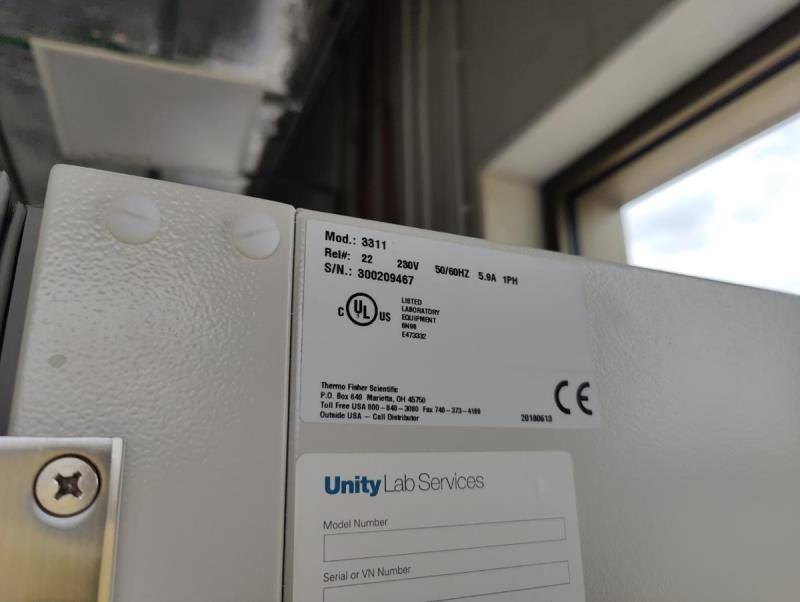 Mod.: 3311
Rel#: 22 230V 50/60HZ 5.9A 1PH
S/N.: 300209467
C UL US
LISTED
LABORATORY
EQUIPMENT
6N98
E473332
Thermo Fisher Scientific
P.O. Box 649 Marietta, OH 45750
Toll Free USA 800-848-3080 Fax 740-373-4189
Outside USA - Call Distributor
20180613
CE
Unity Lab Services
Model Number
Serial or VN Number